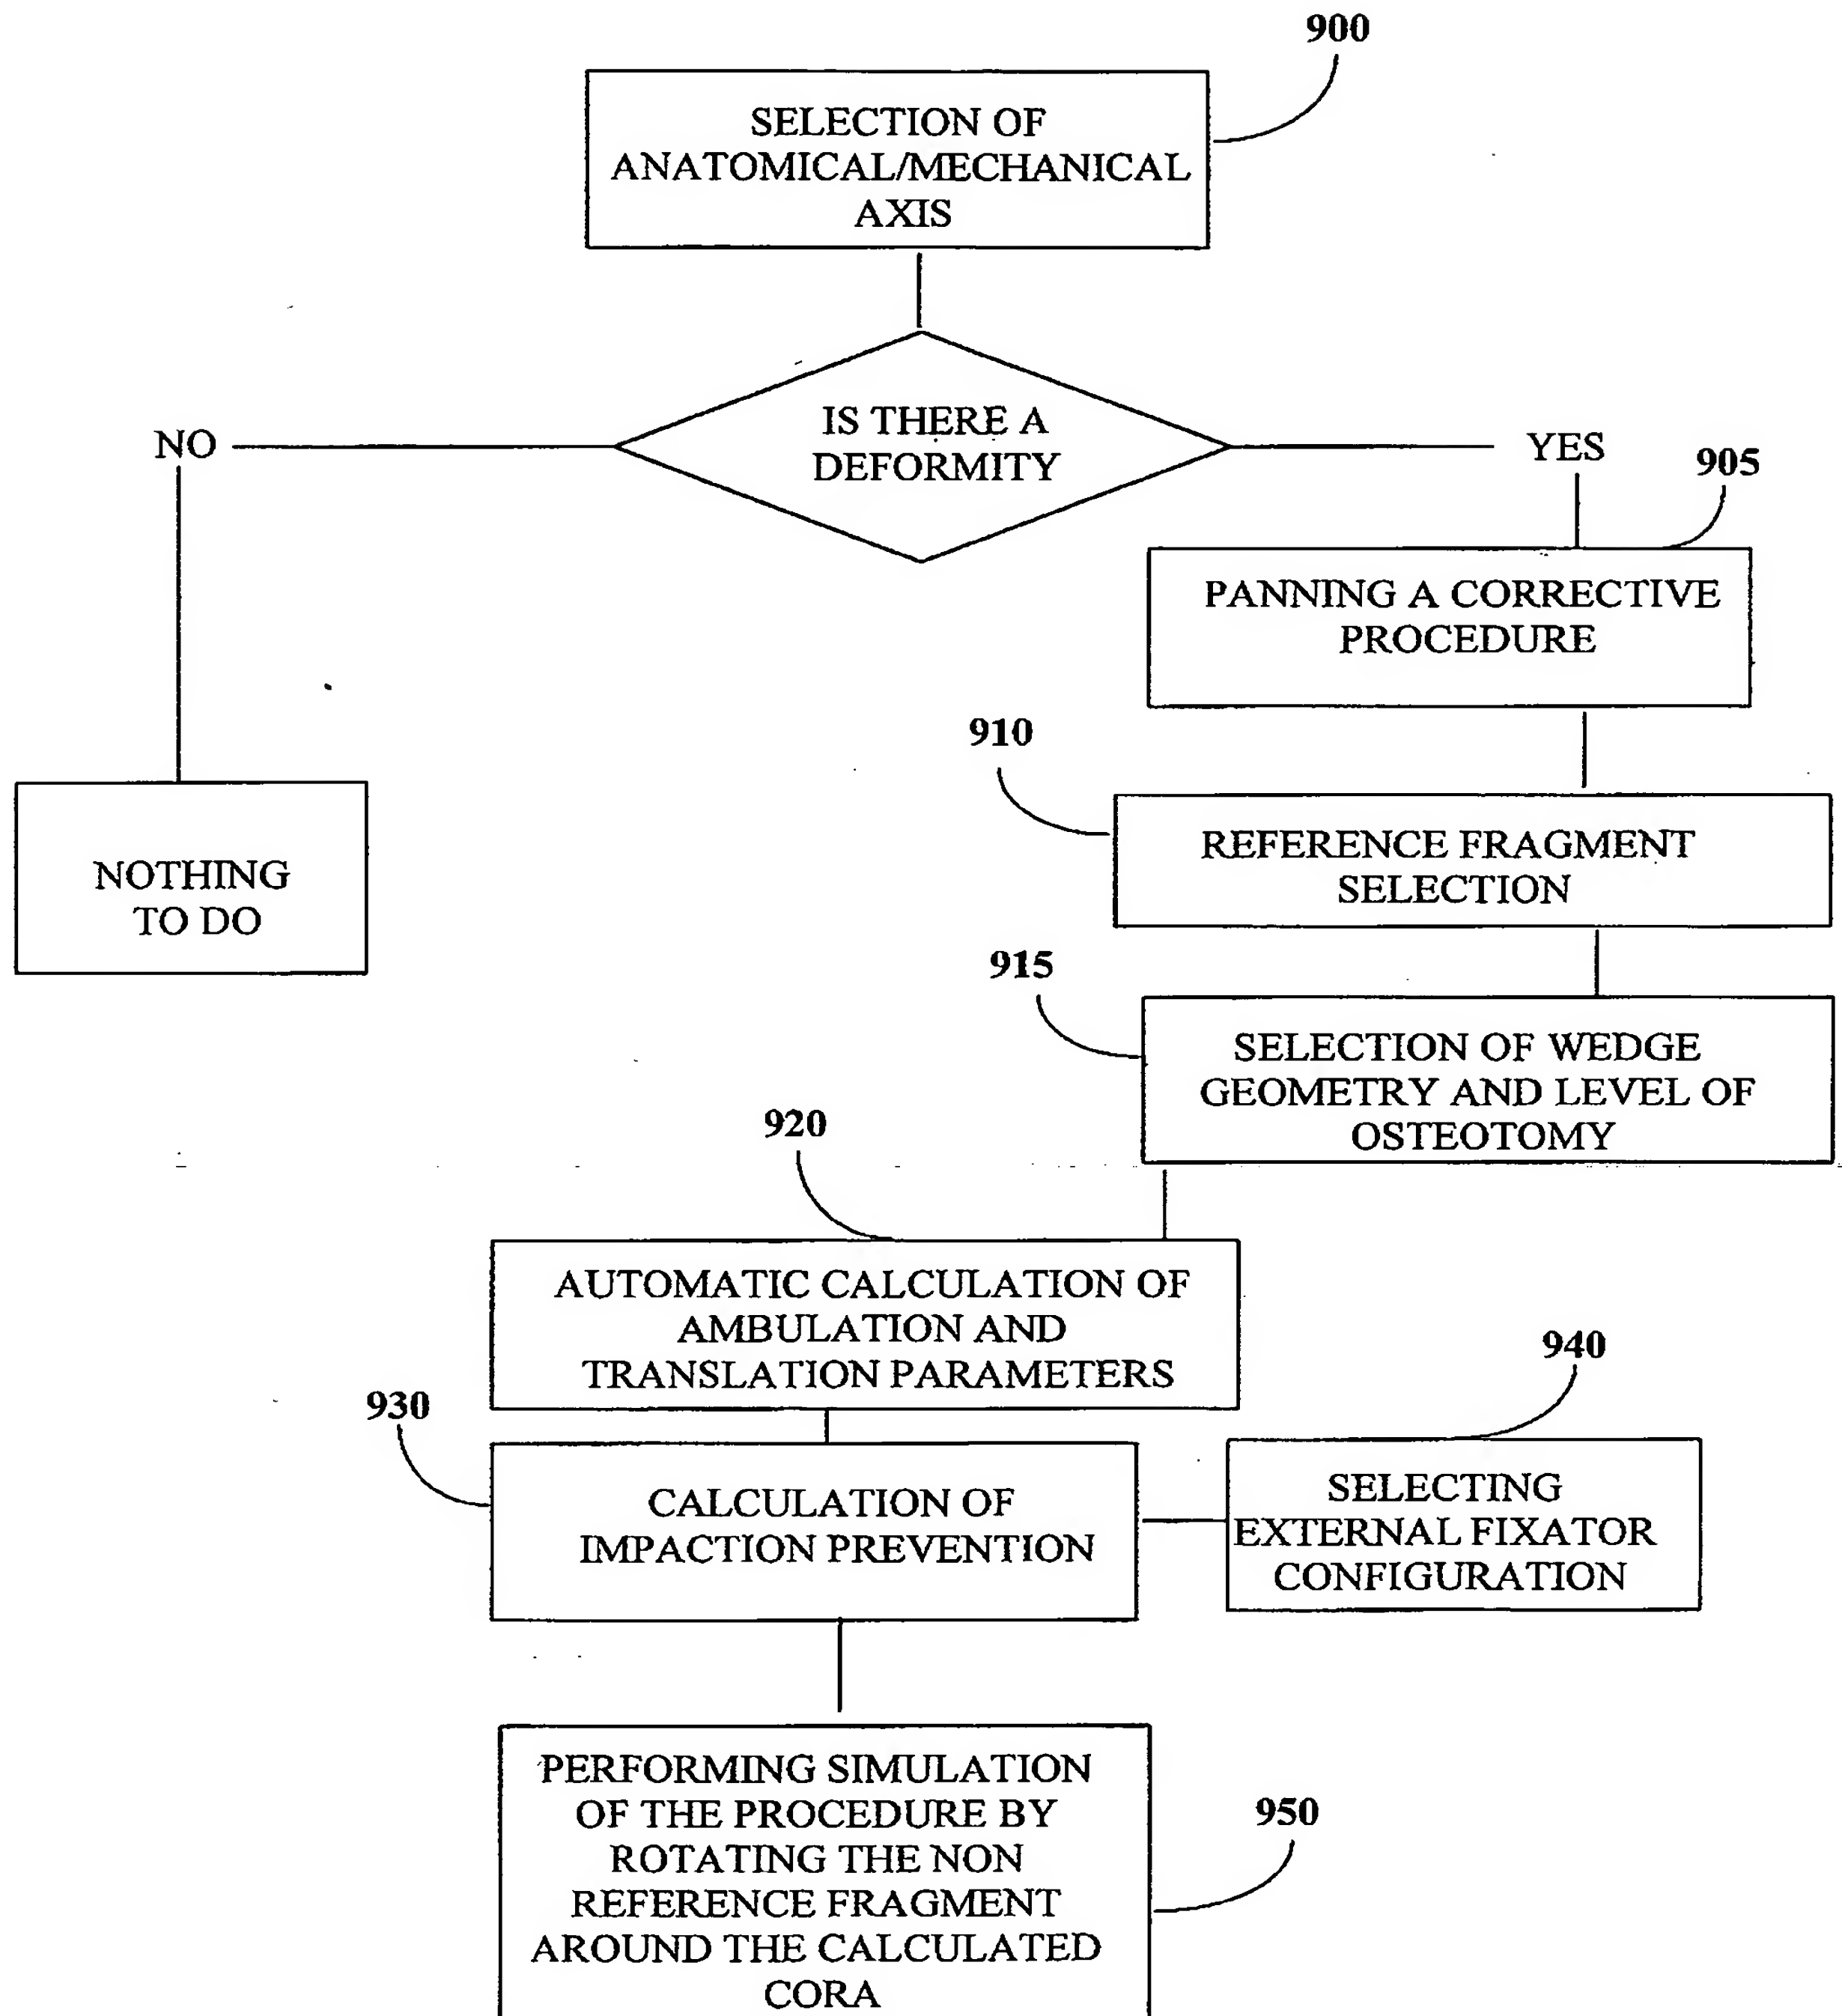 900
SELECTION OF
ANATOMICAL/MECHANICAL
AXIS
IS THERE A
DEFORMITY
NO
YES
905
PANNING A CORRECTIVE
PROCEDURE
910
REFERENCE FRAGMENT
SELECTION
NOTHING
TO DO
915
SELECTION OF WEDGE
GEOMETRY AND LEVEL OF
OSTEOTOMY
920
AUTOMATIC CALCULATION OF
AMBULATION AND
TRANSLATION PARAMETERS
930
CALCULATION OF
IMPACTION PREVENTION
940
SELECTING
EXTERNAL FIXATOR
CONFIGURATION
PERFORMING SIMULATION
OF THE PROCEDURE BY
ROTATING THE NON
REFERENCE FRAGMENT
AROUND THE CALCULATED
CORA
950